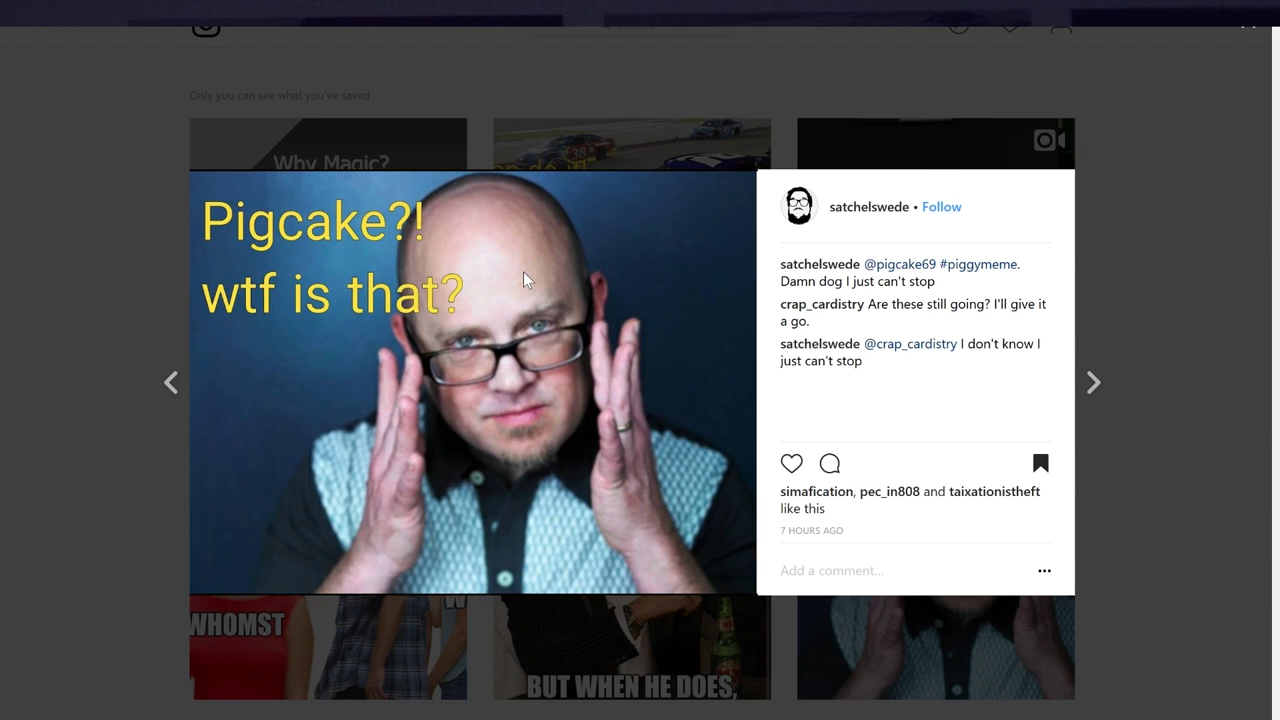 Only you can see what you've saved
Why Magic?
38
Pigcake?!
wtf is that?
satchelswede • Follow
satchelswede @pigcake69 #piggymeme.
Damn dog I just can't stop
crap_cardistry Are these still going? I'll give it
a go.
satchelswede @crap_cardistry I don't know I
just can't stop
simafication, pec_in808 and taixationistheft
like this
7 HOURS AGO
Add a comment...
WHOMST
BUT WHEN HE DOES,